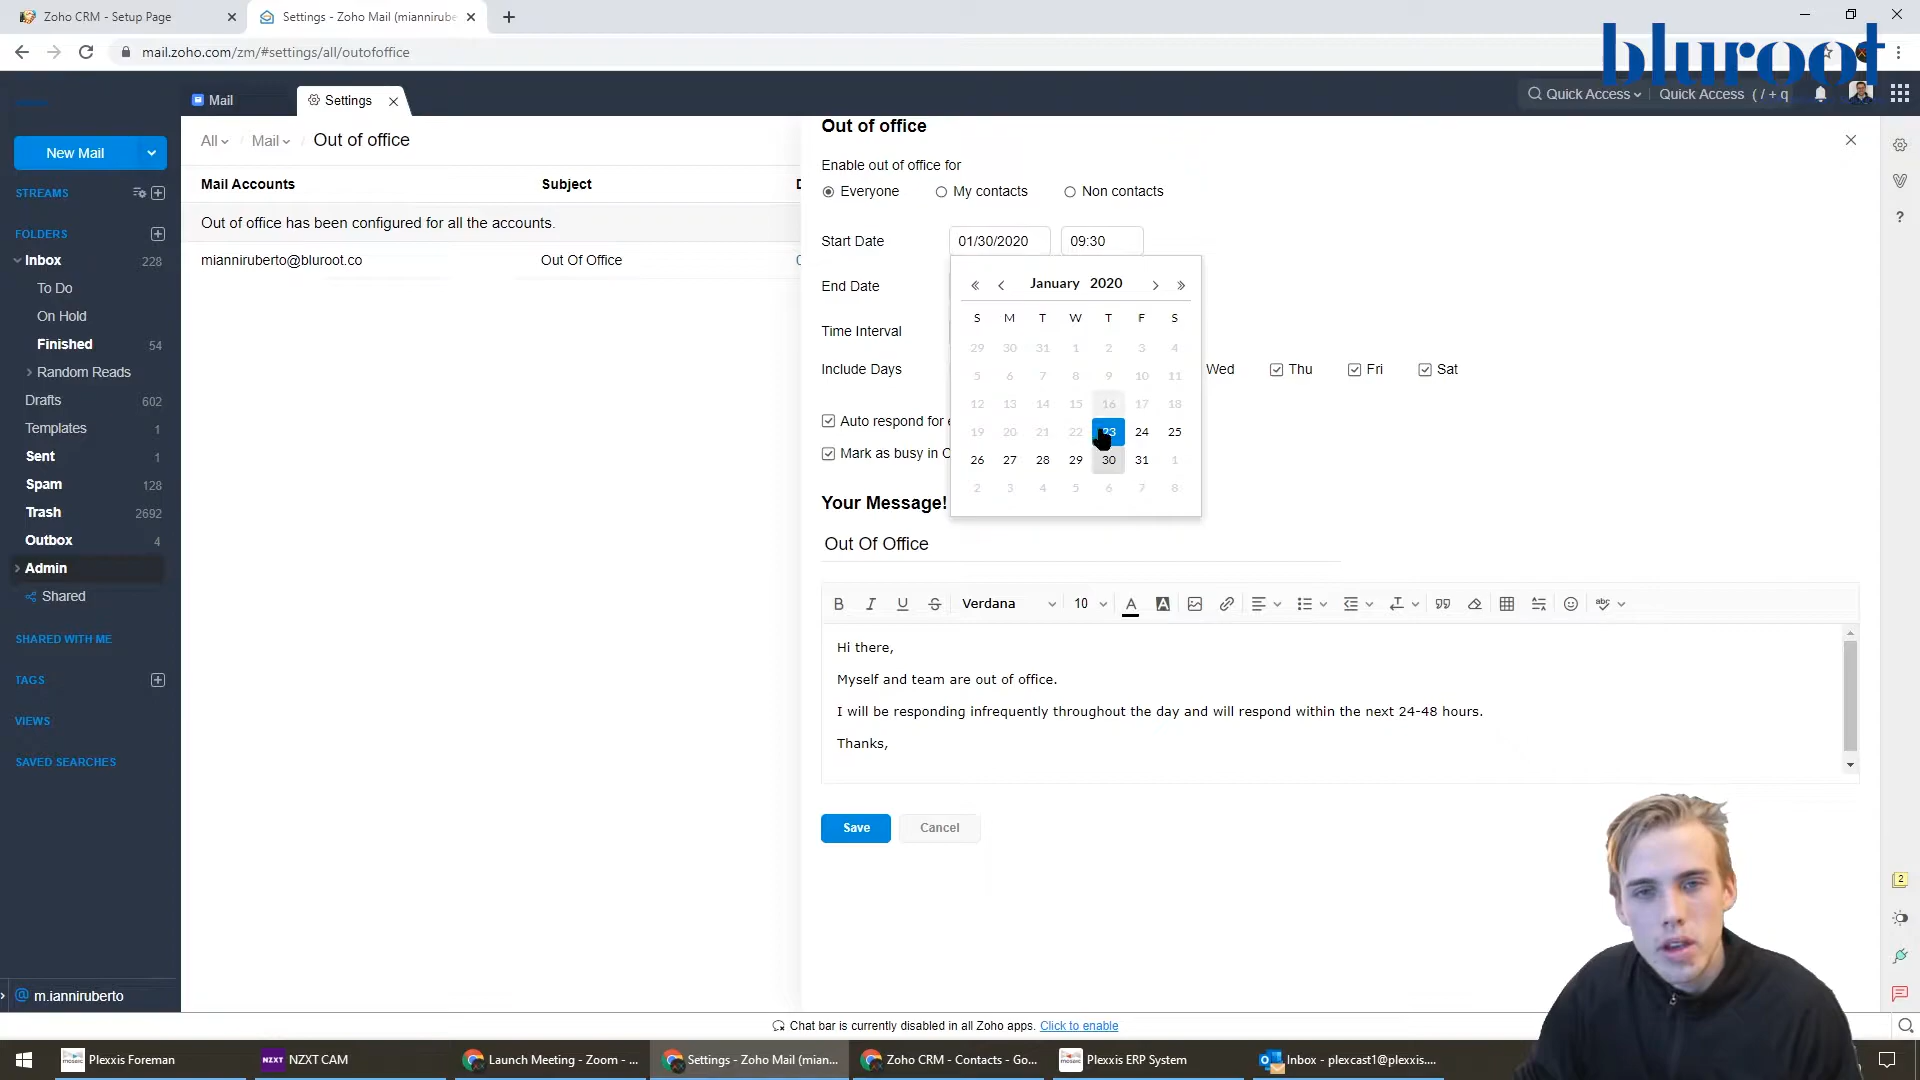 Zoho CRM - Setup Page
Settings - Zoho Mail (miannirube
mail.zoho.com/zm/#settings/all/outofoffice
bluroot
Mail
Settings
Quick Access
Quick Access ( / + q
New Mail
STREAMS
FOLDERS
Inbox 228
To Do
On Hold
Finished 54
Random Reads
Drafts 602
Templates 1
Sent 1
Spam 128
Trash 2692
Outbox 4
Admin
Shared
SHARED WITH ME
TAGS
VIEWS
SAVED SEARCHES
@ m.ianniruberto
All / Mail / Out of office
Mail Accounts Subject D
Out of office has been configured for all the accounts.
mianniruberto@bluroot.co Out Of Office
Out of office
Enable out of office for
Everyone My contacts Non contacts
Start Date 01/30/2020 09:30
End Date
Time Interval
Include Days Wed Thu Fri Sat
Auto respond for e
Mark as busy in C
January 2020
S M T W T F S
29 30 31 1 2 3 4
5 6 7 8 9 10 11
12 13 14 15 16 17 18
19 20 21 22 23 24 25
26 27 28 29 30 31 1
2 3 4 5 6 7 8
Your Message!
Out Of Office
B I U S Verdana 10 A A
Hi there,
Myself and team are out of office.
I will be responding infrequently throughout the day and will respond within the next 24-48 hours.
Thanks,
Save Cancel
2
Chat bar is currently disabled in all Zoho apps. Click to enable
Plexxis Foreman
NZXT NZXT CAM
Launch Meeting - Zoom - ...
Settings - Zoho Mail (mian...
Zoho CRM - Contacts - Go...
Plexxis ERP System
Inbox - plexcast1@plexxis....